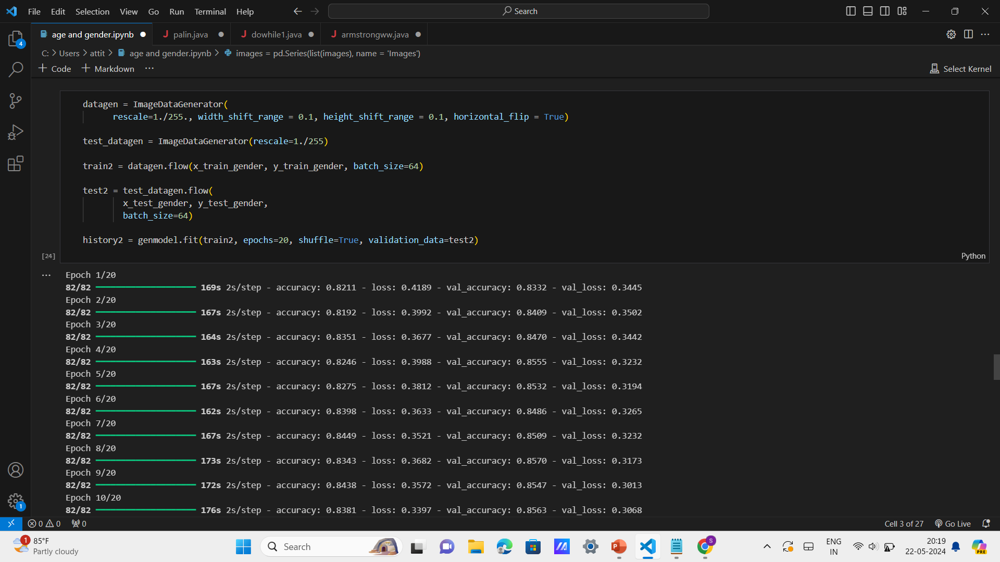 File Edit Selection View Go Run Terminal Help Search
age and gender.ipynb palin.java dowhile1.java armstrongww.java
4
C: > Users > attit > age and gender.ipynb > images = pd.Series(list(images), name = 'Images')
+ Code + Markdown ... Select Kernel
datagen = ImageDataGenerator(
rescale=1./255., width_shift_range = 0.1, height_shift_range = 0.1, horizontal_flip = True)
test_datagen = ImageDataGenerator(rescale=1./255)
train2 = datagen.flow(x_train_gender, y_train_gender, batch_size=64)
test2 = test_datagen.flow(
x_test_gender, y_test_gender,
batch_size=64)
history2 = genmodel.fit(train2, epochs=20, shuffle=True, validation_data=test2)
[24] Python
... Epoch 1/20
82/82 169s 2s/step - accuracy: 0.8211 - loss: 0.4189 - val_accuracy: 0.8332 - val_loss: 0.3445
Epoch 2/20
82/82 167s 2s/step - accuracy: 0.8192 - loss: 0.3992 - val_accuracy: 0.8409 - val_loss: 0.3502
Epoch 3/20
82/82 164s 2s/step - accuracy: 0.8351 - loss: 0.3677 - val_accuracy: 0.8470 - val_loss: 0.3442
Epoch 4/20
82/82 163s 2s/step - accuracy: 0.8246 - loss: 0.3988 - val_accuracy: 0.8555 - val_loss: 0.3232
Epoch 5/20
82/82 167s 2s/step - accuracy: 0.8275 - loss: 0.3812 - val_accuracy: 0.8532 - val_loss: 0.3194
Epoch 6/20
82/82 162s 2s/step - accuracy: 0.8398 - loss: 0.3633 - val_accuracy: 0.8486 - val_loss: 0.3265
Epoch 7/20
82/82 167s 2s/step - accuracy: 0.8449 - loss: 0.3521 - val_accuracy: 0.8509 - val_loss: 0.3232
Epoch 8/20
82/82 173s 2s/step - accuracy: 0.8343 - loss: 0.3682 - val_accuracy: 0.8570 - val_loss: 0.3173
Epoch 9/20
82/82 172s 2s/step - accuracy: 0.8438 - loss: 0.3572 - val_accuracy: 0.8547 - val_loss: 0.3013
Epoch 10/20
1
82/82 176s 2s/step - accuracy: 0.8381 - loss: 0.3397 - val_accuracy: 0.8563 - val_loss: 0.3068
0 0 0 Cell 3 of 27 Go Live
1 85°F Search P S ENG 20:19 PRE
Partly cloudy IN 22-05-2024